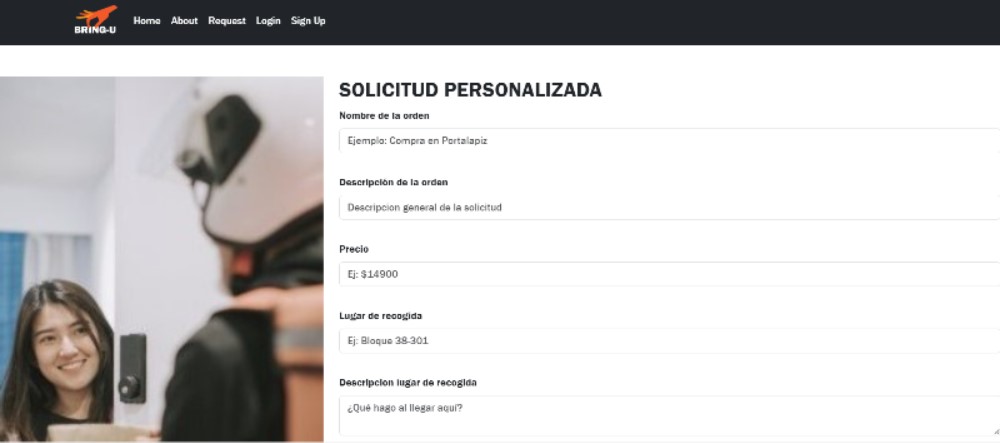 BRING-U
Home About Request Login Sign Up
SOLICITUD PERSONALIZADA
Nombre de la orden
Ejemplo: Compra en Portalapiz
Descripción de la orden
Descripcion general de la solicitud
Precio
Ej: $14900
Lugar de recogida
Ej: Bloque 38-301
Descripcion lugar de recogida
¿Qué hago al llegar aquí?